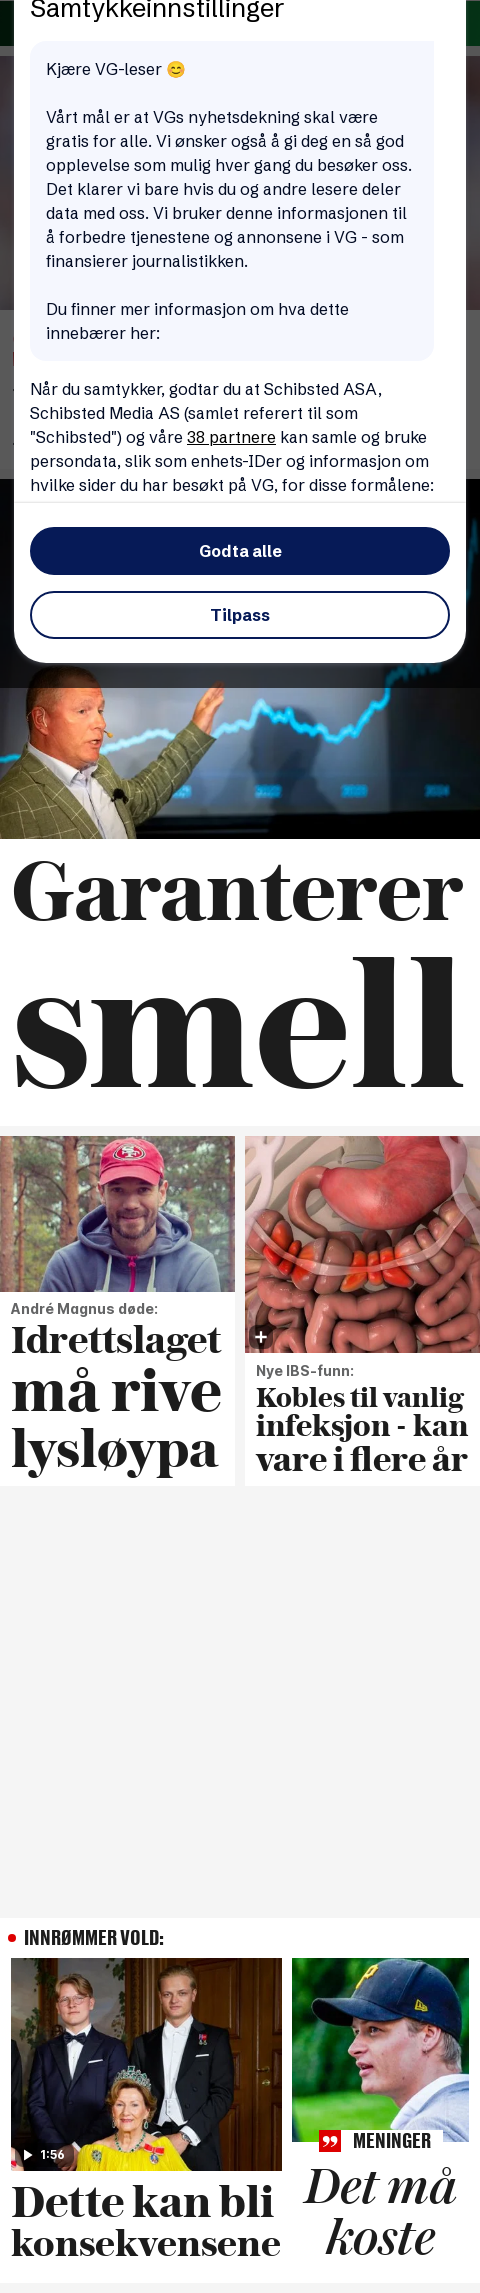 Samtykkeinnstillinger
Kjære VG-leser 😊
Vårt mål er at VGs nyhetsdekning skal være
gratis for alle. Vi ønsker også å gi deg en så god
opplevelse som mulig hver gang du besøker oss.
Det klarer vi bare hvis du og andre lesere deler
data med oss. Vi bruker denne informasjonen til
å forbedre tjenestene og annonsene i VG - som
finansierer journalistikken.
Du finner mer informasjon om hva dette
innebærer her:
Når du samtykker, godtar du at Schibsted ASA,
Schibsted Media AS (samlet referert til som
"Schibsted") og våre 38 partnere kan samle og bruke
persondata, slik som enhets-IDer og informasjon om
hvilke sider du har besøkt på VG, for disse formålene:
Godta alle
Tilpass
2022 2023 2024
Garanterer
smell
André Magnus døde:
Idrettslaget
må rive
lysløypa
Nye IBS-funn:
Kobles til vanlig
infeksjon - kan
vare i flere år
INNRØMMER VOLD:
1:56
Dette kan bli
konsekvensene
MENINGER
Det må
koste